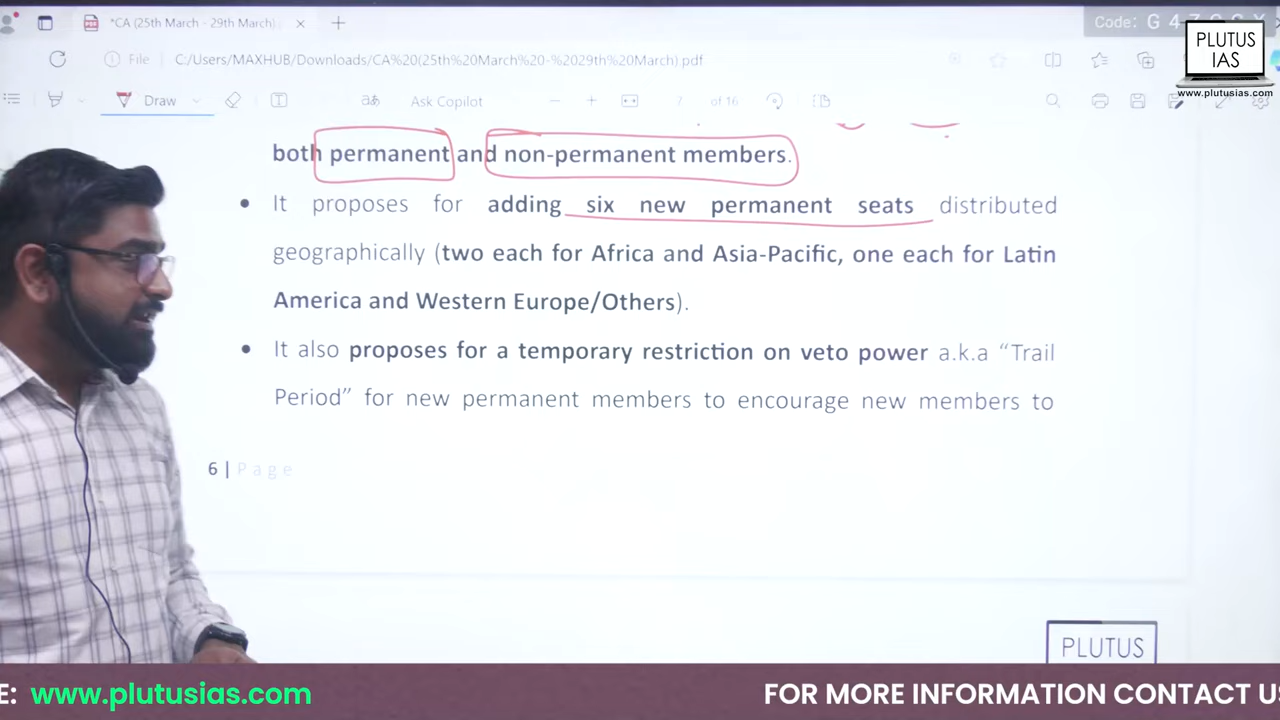 *CA (25th March - 29th March)
Code: G 4 7
PLUTUS
IAS
www.plutusias.com
File C:/Users/MAXHUB/Downloads/CA%20(25th%20March%20-%2029th%20March).pdf
Draw
Ask Copilot
7 of 16
both permanent and non-permanent members.
• It proposes for adding six new permanent seats distributed
geographically (two each for Africa and Asia-Pacific, one each for Latin
America and Western Europe/Others).
• It also proposes for a temporary restriction on veto power a.k.a “Trail
Period” for new permanent members to encourage new members to
6 | Page
PLUTUS
E: www.plutusias.com
FOR MORE INFORMATION CONTACT US